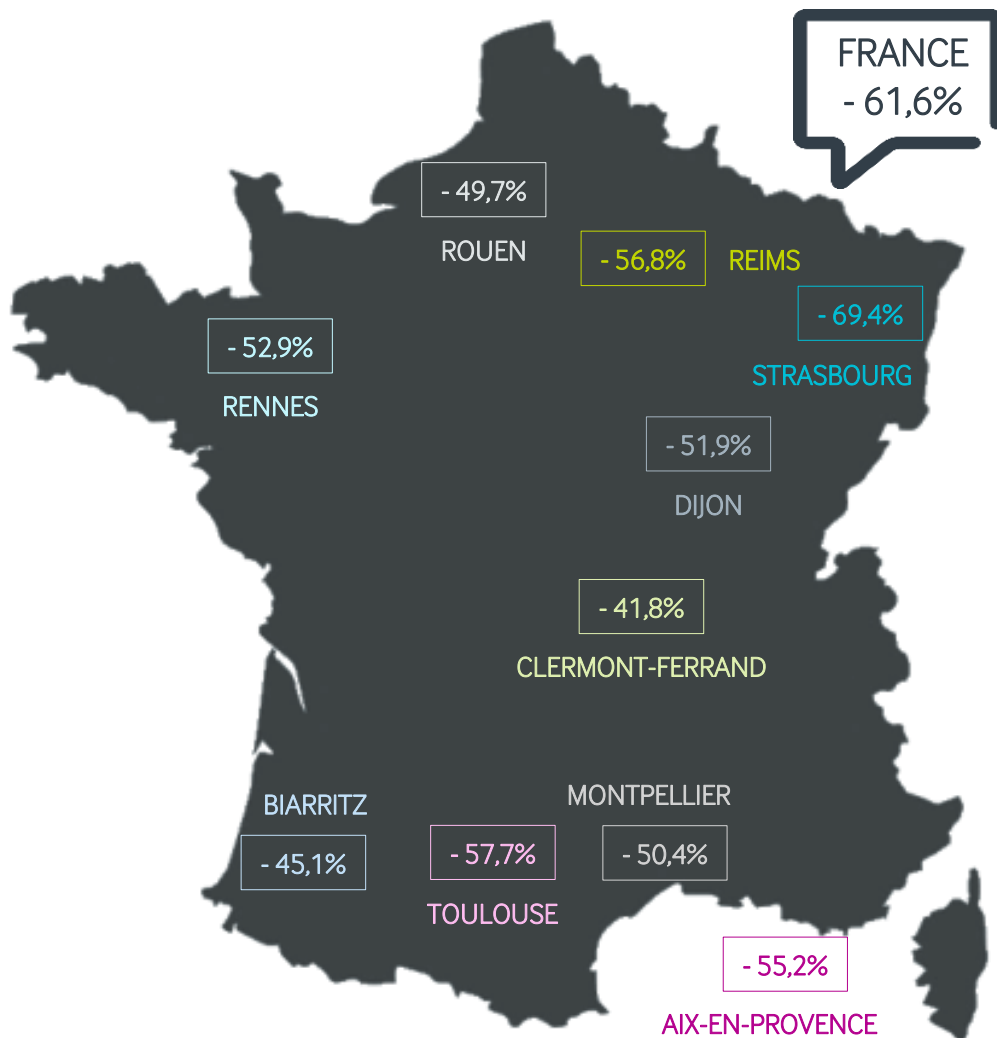 FRANCE
- 61,6%
- 49,7%
ROUEN
- 56,8%
REIMS
- 69,4%
STRASBOURG
- 52,9%
RENNES
- 51,9%
DIJON
- 41,8%
CLERMONT-FERRAND
BIARRITZ
- 45,1%
- 57,7%
TOULOUSE
MONTPELLIER
- 50,4%
- 55,2%
AIX-EN-PROVENCE